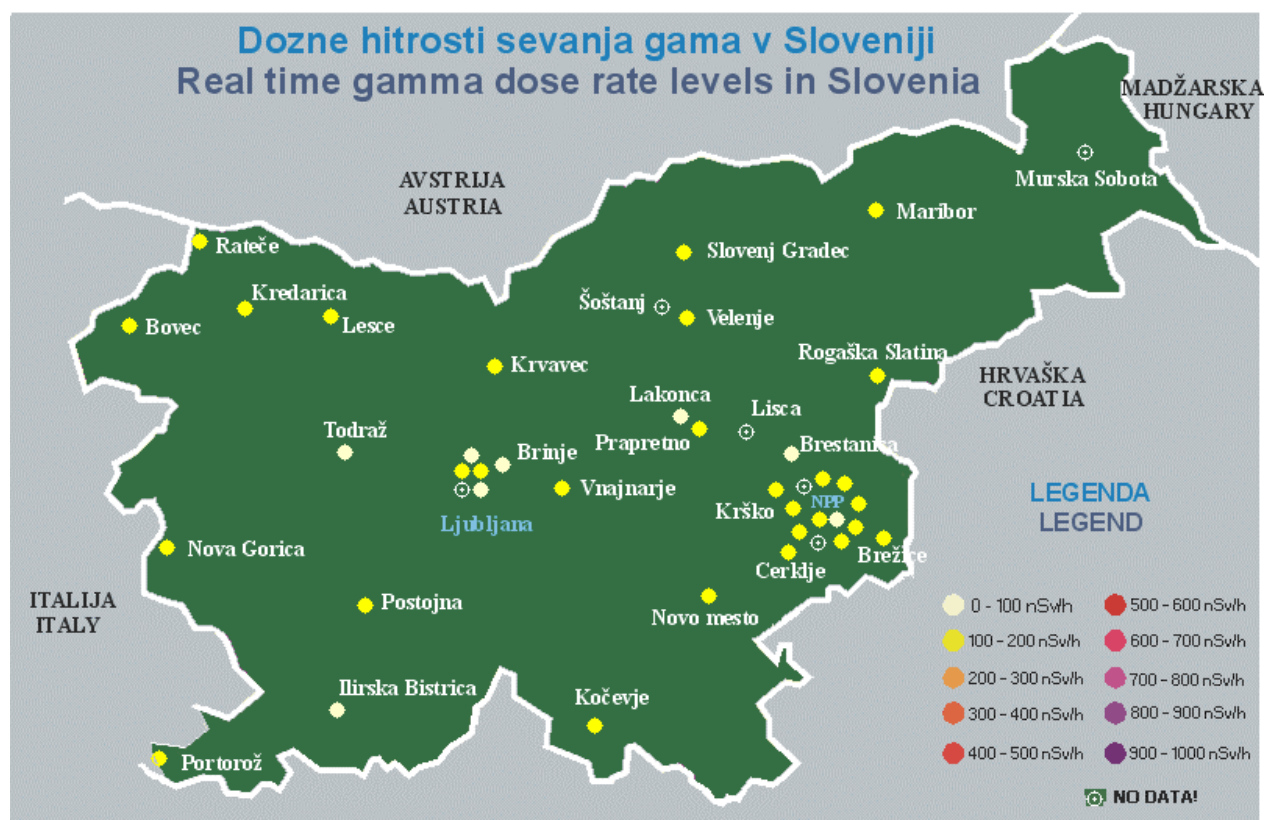 Dozne hitrosti sevanja gama v Sloveniji
Real time gamma dose rate levels in Slovenia
MADŽARSKA
HUNGARY
AVSTRIJA
AUSTRIA
Murska Sobota
Maribor
Rateče
Slovenj Gradec
Kredarica
Šoštanj
Bovec
Lesce
Velenje
Rogaška Slatina
Krvavec
HRVAŠKA
CROATIA
Lakonca
Lisca
Todraž
Prapretno
Brestanisa
Brinje
Vnajnarje
NPP
Krško
Ljubljana
Nova Gorica
Brežice
Cerklje
ITALIJA
ITALY
Postojna
Novo mesto
Ilirska Bistrica
Kočevje
Portorož
LEGENDA
LEGEND
0 - 100 nSv/h
100 - 200 nSv/h
200 - 300 nSv/h
300 - 400 nSv/h
400 - 500 nSv/h
500 - 600 nSv/h
600 - 700 nSv/h
700 - 800 nSv/h
800 - 900 nSv/h
900 - 1000 nSv/h
NO DATA!